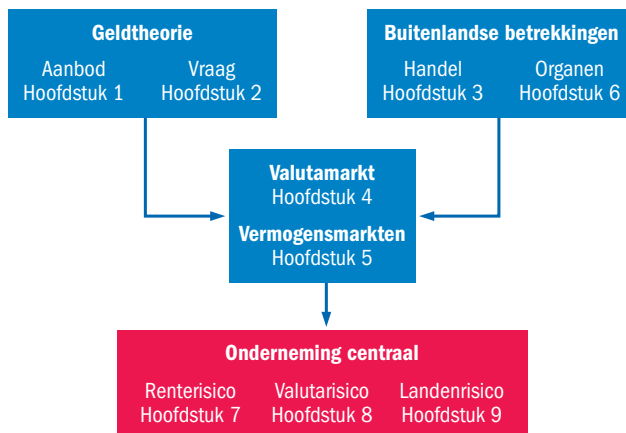 Geldtheorie
Aanbod
Hoofdstuk 1
Vraag
Hoofdstuk 2
Buitenlandse betrekkingen
Handel
Hoofdstuk 3
Organen
Hoofdstuk 6
Valutamarkt
Hoofdstuk 4
Vermogensmarkten
Hoofdstuk 5
Onderneming centraal
Renterisico
Hoofdstuk 7
Valutarisico
Hoofdstuk 8
Landenrisico
Hoofdstuk 9